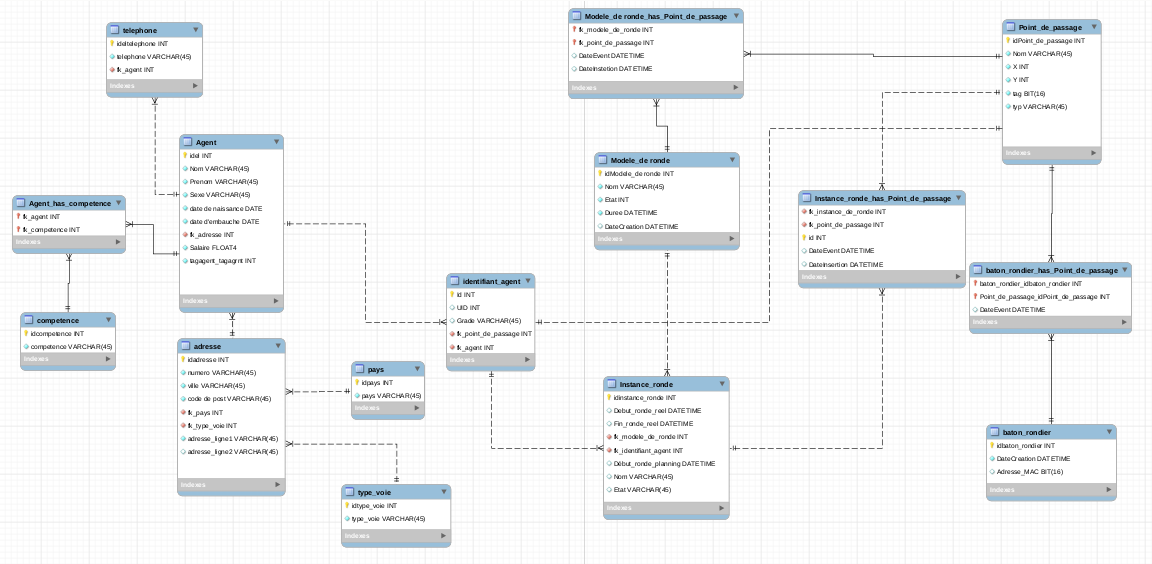 telephone
idtelephone INT
telephone VARCHAR(45)
fk_agent INT
Indexes
Agent
idel INT
Nom VARCHAR(45)
Prenom VARCHAR(45)
Sexe VARCHAR(45)
date de naissance DATE
date d'embauche DATE
fk_adresse INT
Salaire FLOAT4
tagagent_tagagrnt INT
Indexes
Agent_has_competence
fk_agent INT
fk_competence INT
Indexes
competence
idcompetence INT
competence VARCHAR(45)
Indexes
adresse
idadresse INT
numero VARCHAR(45)
ville VARCHAR(45)
code de post VARCHAR(45)
fk_pays INT
fk_type_voie INT
adresse_ligne1 VARCHAR(45)
adresse_ligne2 VARCHAR(45)
Indexes
pays
idpays INT
pays VARCHAR(45)
Indexes
type_voie
idtype_voie INT
type_voie VARCHAR(45)
Indexes
identifiant_agent
id INT
UID INT
Grade VARCHAR(45)
fk_point_de_passage INT
fk_agent INT
Indexes
Modele_de ronde_has_Point_de_passage
fk_modele_de_ronde INT
fk_point_de_passage INT
DateEvent DATETIME
DateInstetion DATETIME
Indexes
Modele_de ronde
idModele_de ronde INT
Nom VARCHAR(45)
Etat INT
Duree DATETIME
DateCreation DATETIME
Indexes
Instance_ronde
idinstance_ronde INT
Debut_ronde_reel DATETIME
Fin_ronde_reel DATETIME
fk_modele_de_ronde INT
fk_identifiant_agent INT
Début_ronde_planning DATETIME
Nom VARCHAR(45)
Etat VARCHAR(45)
Indexes
Instance_ronde_has_Point_de_passage
fk_instance_de_ronde INT
fk_point_de_passage INT
id INT
DateEvent DATETIME
DateInsertion DATETIME
Indexes
Point_de_passage
idPoint_de_passage INT
Nom VARCHAR(45)
X INT
Y INT
tag BIT(16)
typ VARCHAR(45)
Indexes
baton_rondier_has_Point_de_passage
baton_rondier_idbaton_rondier INT
Point_de_passage_idPoint_de_passage INT
DateEvent DATETIME
Indexes
baton_rondier
idbaton_rondier INT
DateCreation DATETIME
Adresse_MAC BIT(16)
Indexes